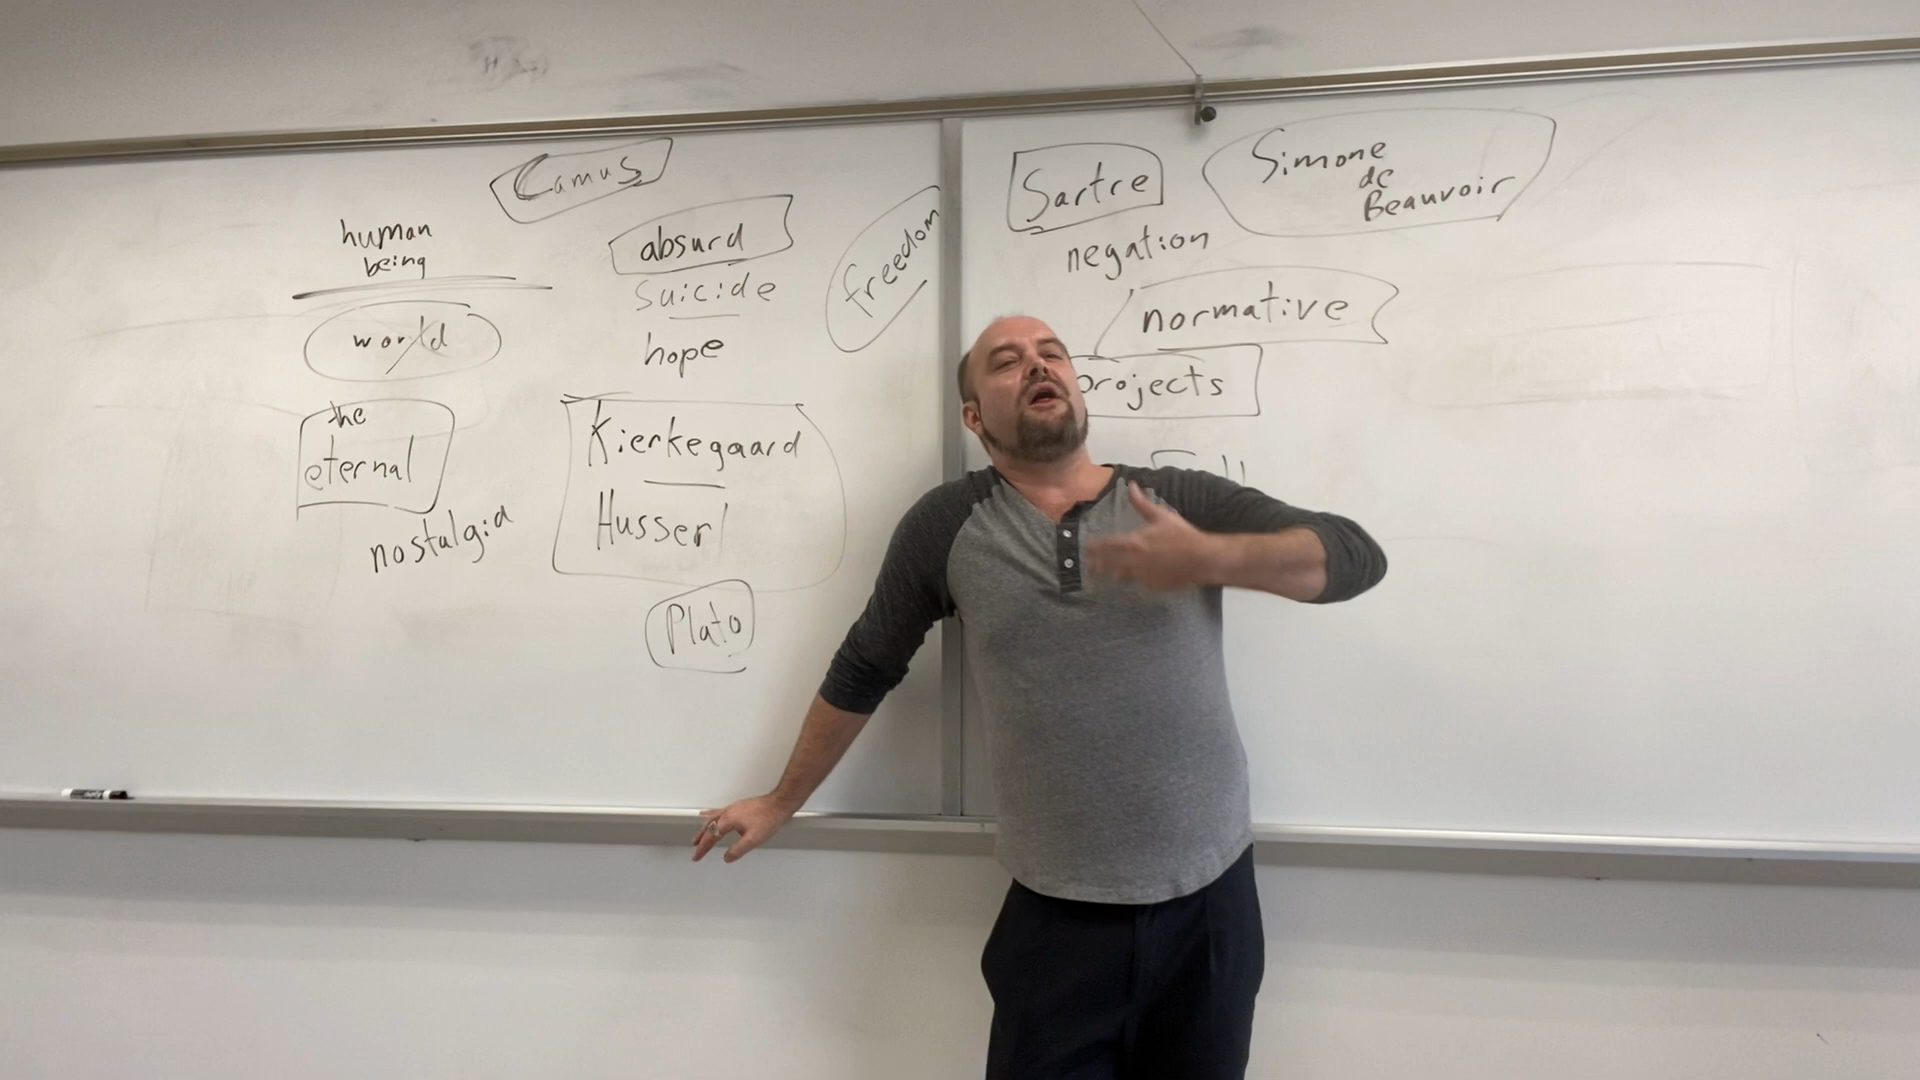 Camus
human
being
world
the
eternal
nostalgia
absurd
suicide
hope
Kierkegaard
Husserl
Plato
freedom
Sartre
Simone
de
Beauvoir
negation
normative
projects